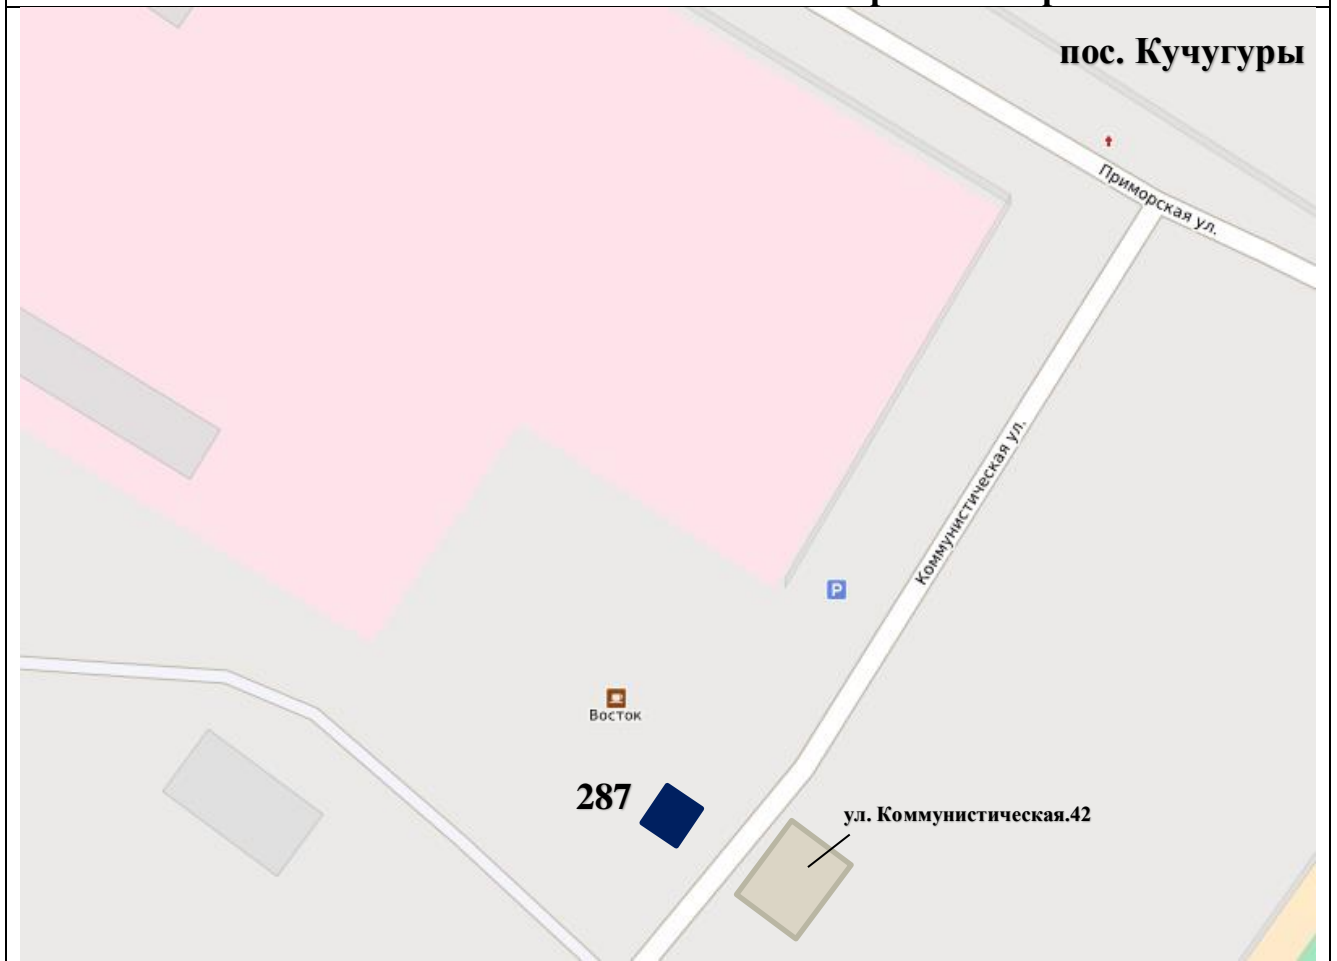 пос. Кучугуры
Приморская ул.
Коммунистическая ул.
P
Восток
287
ул. Коммунистическая.42